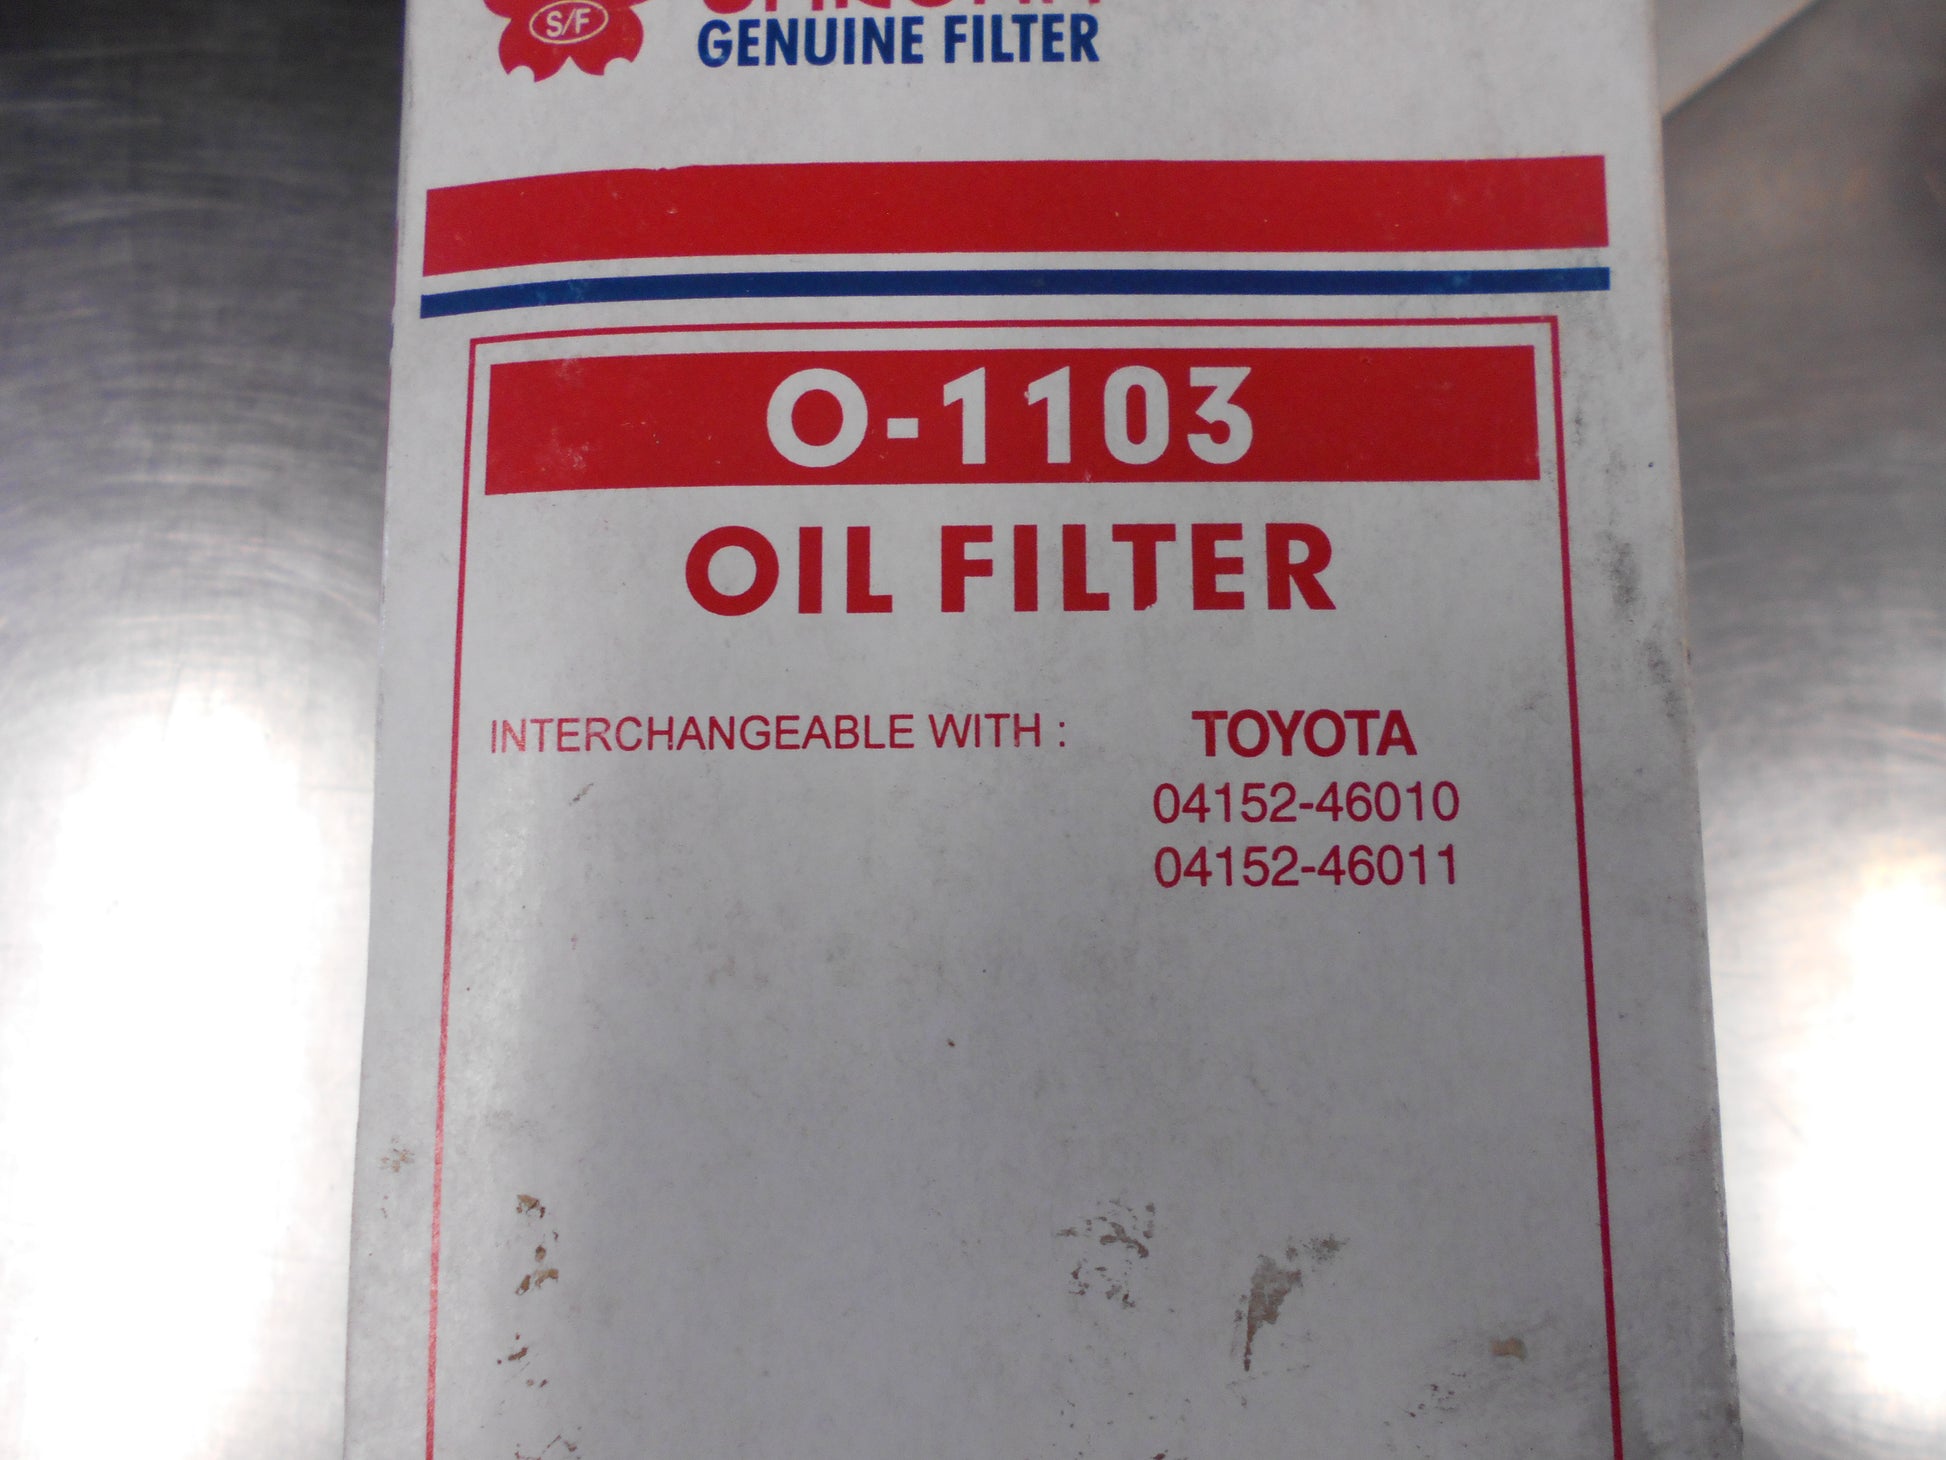 S/F
GENUINE FILTER
O-1103
OIL FILTER
INTERCHANGEABLE WITH : TOYOTA
04152-46010
04152-46011